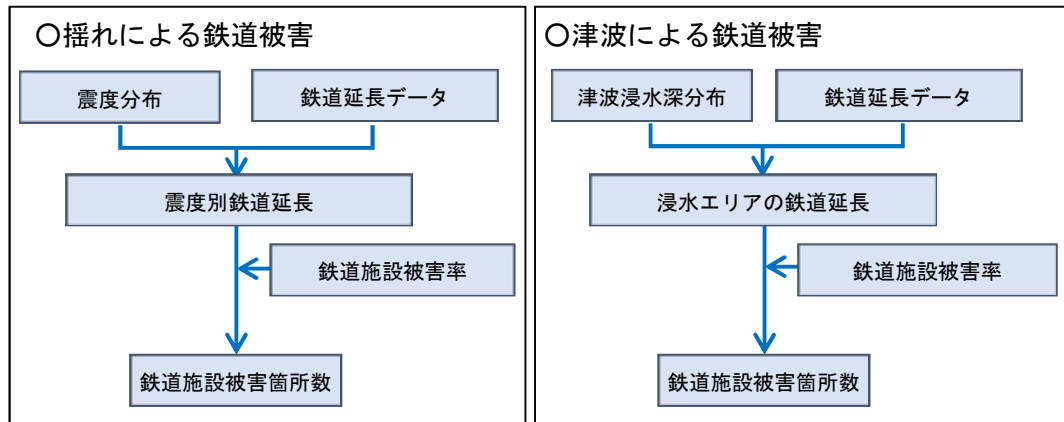 〇揺れによる鉄道被害
震度分布
鉄道延長データ
震度別鉄道延長
鉄道施設被害率
鉄道施設被害箇所数
〇津波による鉄道被害
津波浸水深分布
鉄道延長データ
浸水エリアの鉄道延長
鉄道施設被害率
鉄道施設被害箇所数